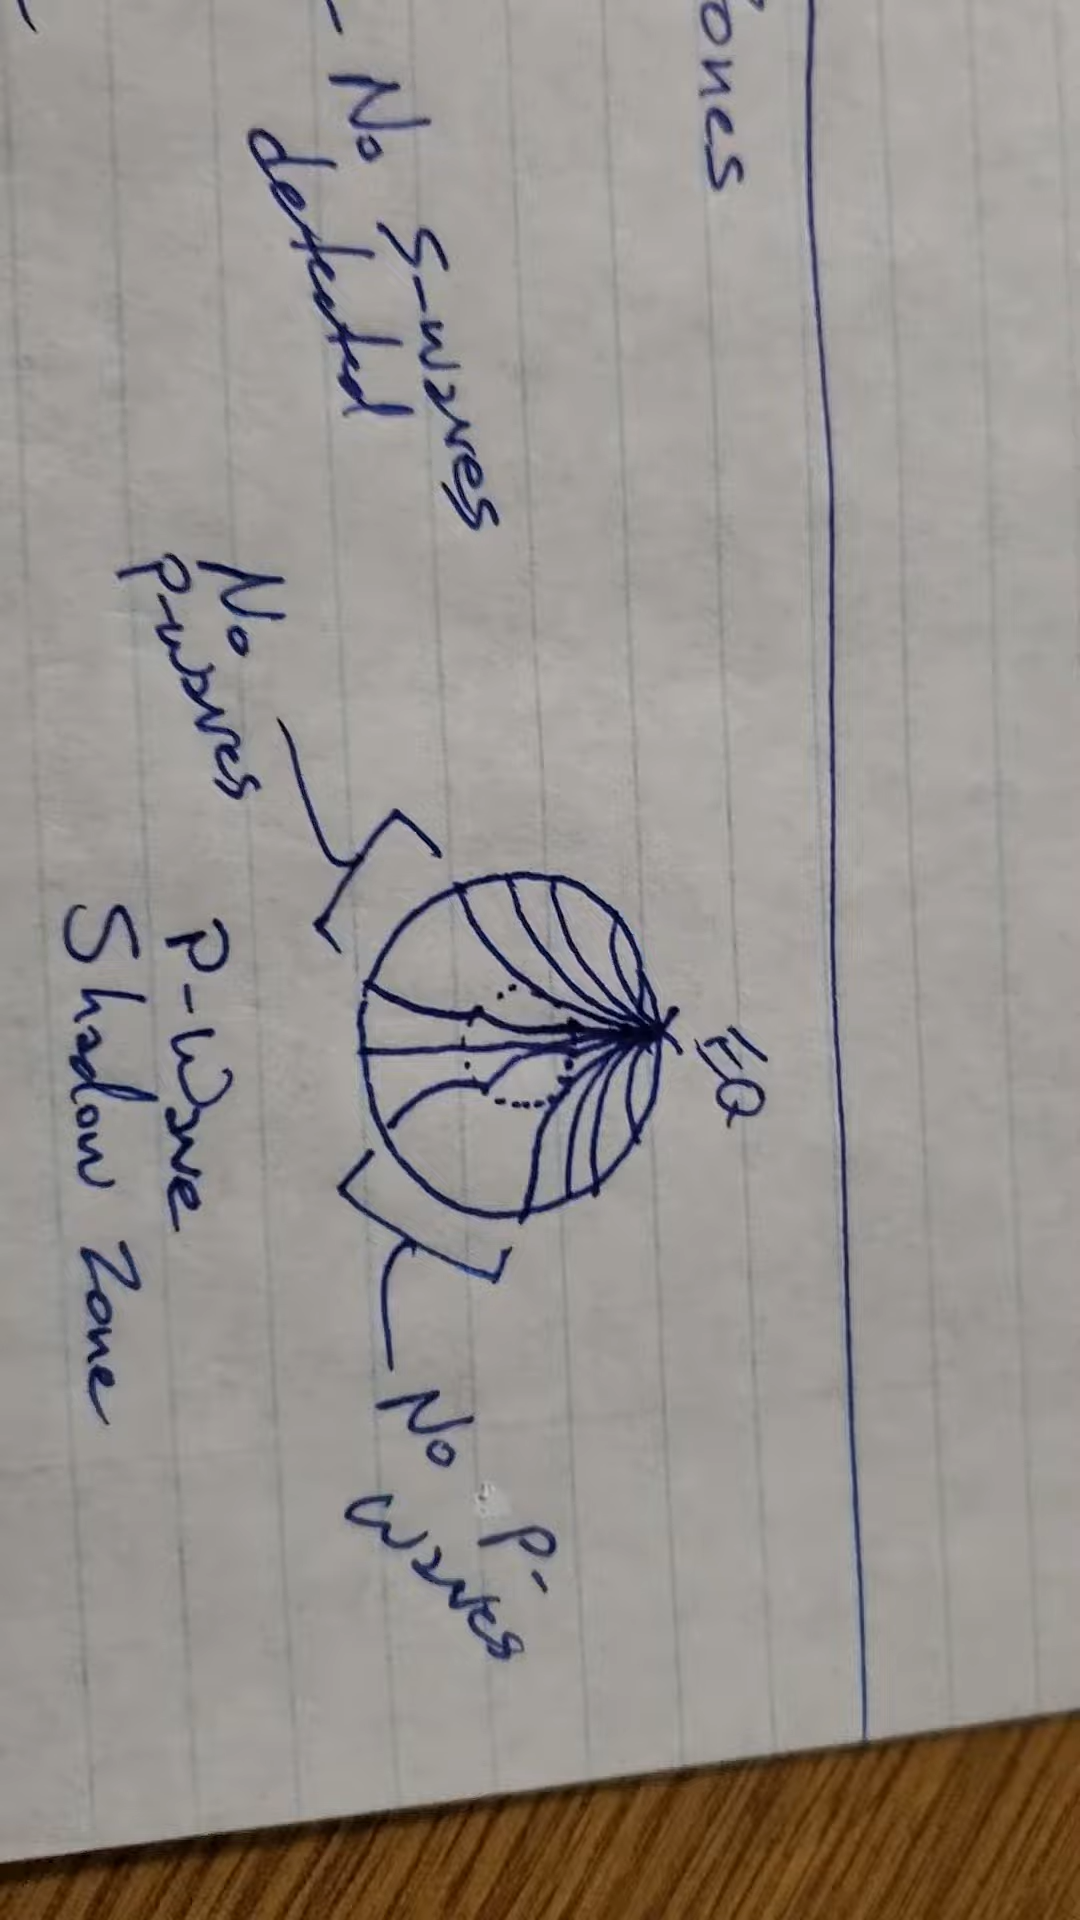 ones
EQ
- No S-waves
detected
No
P-waves
No P-
waves
P-Wave
Shadow Zone